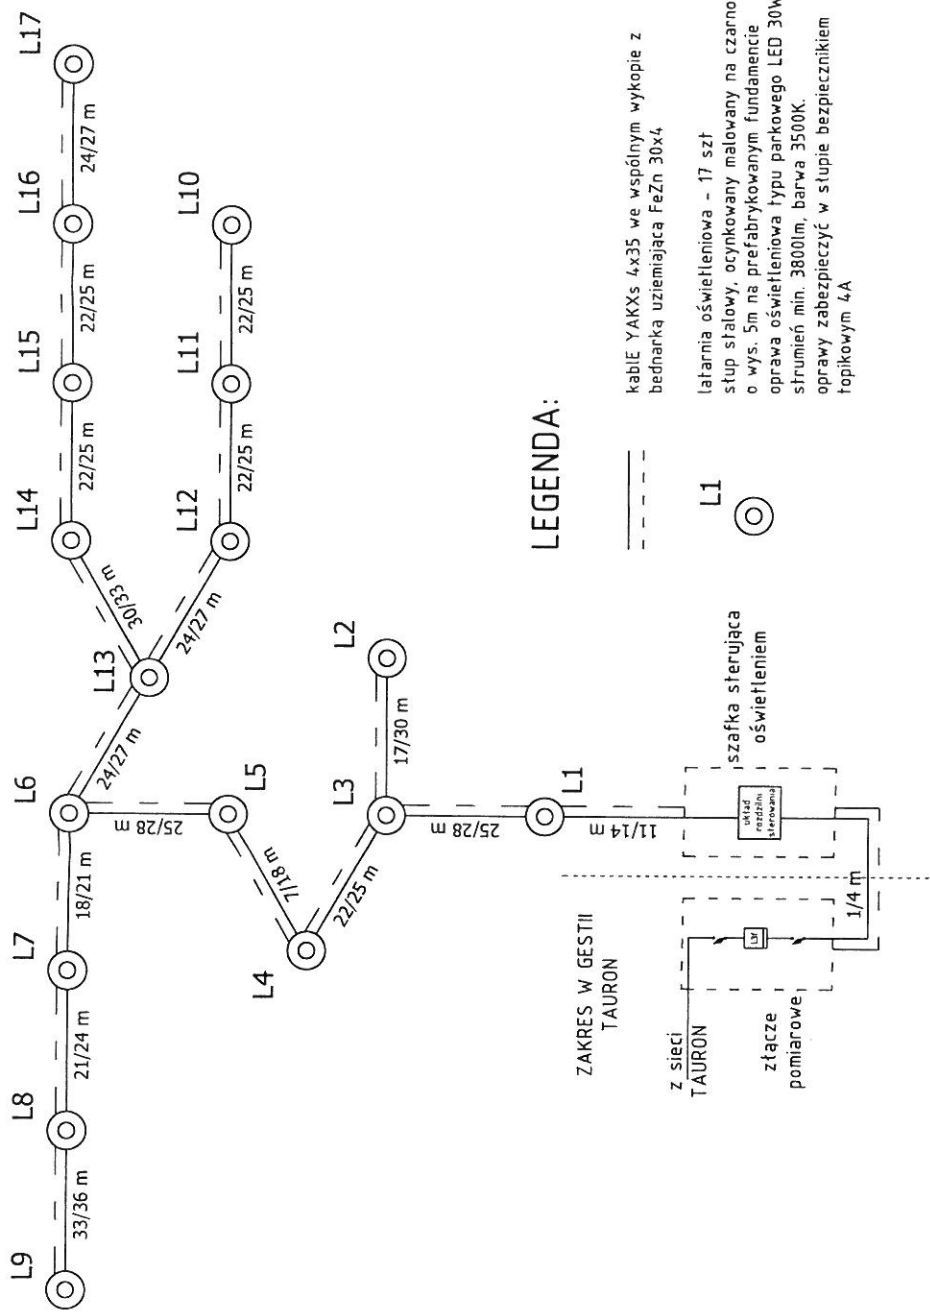 L9
L8
L7
L6
L13
L14
L15
L16
L17
33/36 m
21/24 m
18/21 m
24/27 m
30/33 m
22/25 m
22/25 m
24/27 m
L12
L11
L10
24/27 m
22/25 m
22/25 m
25/28 m
L5
7/18 m
L4
22/25 m
L3
L2
17/30 m
25/28 m
L1
11/14 m
ZAKRES W GESTII
TAURON
z sieci
TAURON
złącze
pomiarowe
1/4 m
układ
rozdzilni
sterowania
szafka sterująca
oświetleniem
LEGENDA:
kablE YAKXs 4x35 we wspólnym wykopie z
bednarką uziemiającą FeZn 30x4
L1
latarnia oświetleniowa - 17 szt
słup stalowy, ocynkowany malowany na czarno
o wys. 5m na prefabrykowanym fundamencie
oprawa oświetleniowa typu parkowego LED 30W
strumień min. 3800lm, barwa 3500K.
oprawy zabezpieczyć w słupie bezpiecznikiem
topikowym 4A